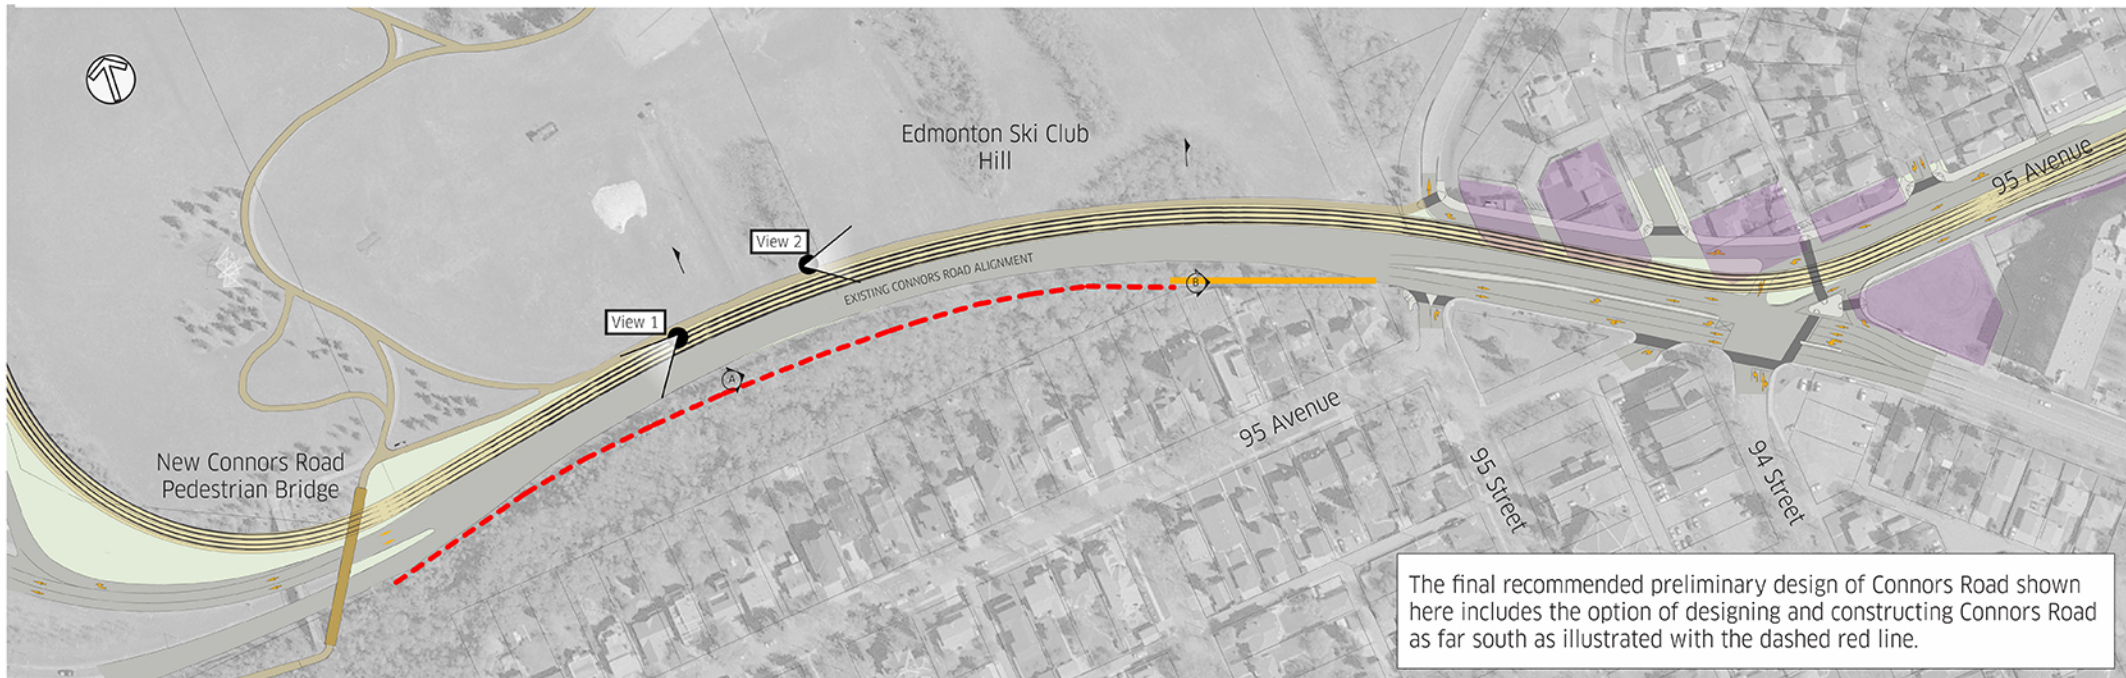 Edmonton Ski Club
Hill
95 Avenue
View 2
EXISTING CONNORS ROAD ALIGNMENT
B
View 1
A
95 Avenue
New Connors Road
Pedestrian Bridge
95 Street
94 Street
The final recommended preliminary design of Connors Road shown
here includes the option of designing and constructing Connors Road
as far south as illustrated with the dashed red line.